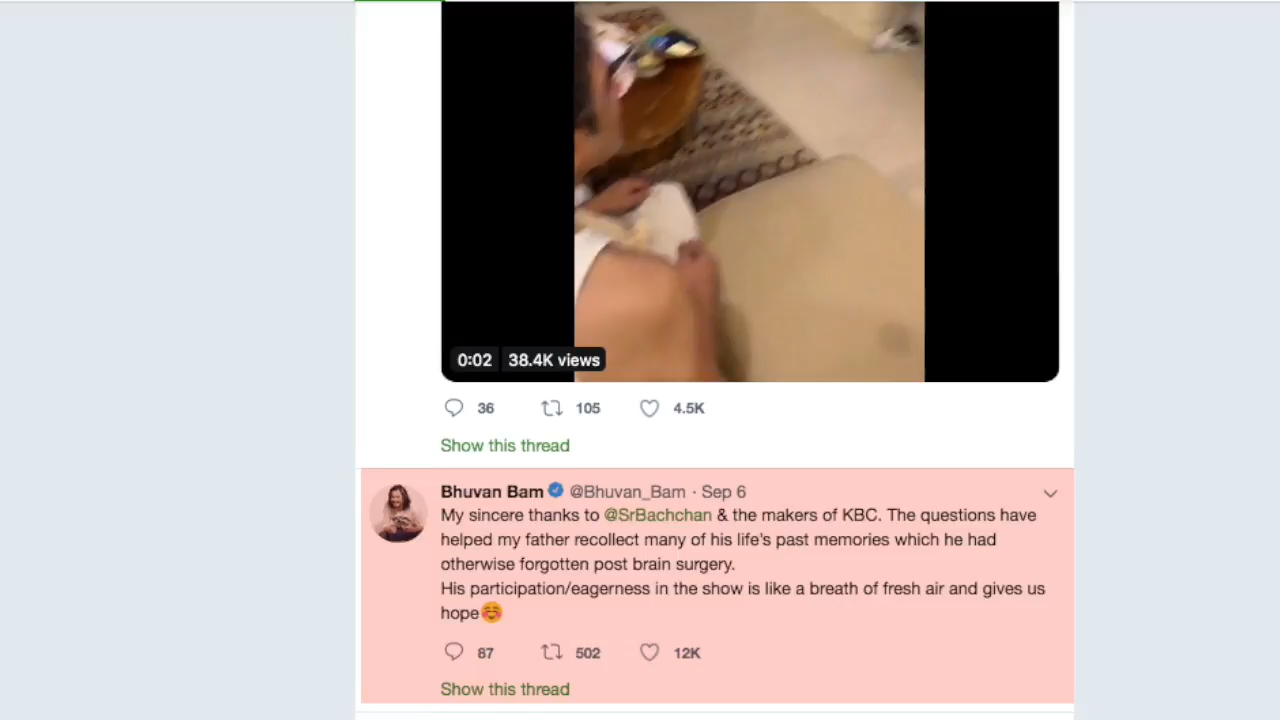 0:02 38.4K views
36 105 4.5K
Show this thread
Bhuvan Bam @Bhuvan_Bam · Sep 6
My sincere thanks to @SrBachchan & the makers of KBC. The questions have
helped my father recollect many of his life's past memories which he had
otherwise forgotten post brain surgery.
His participation/eagerness in the show is like a breath of fresh air and gives us
hope☺️
87 502 12K
Show this thread